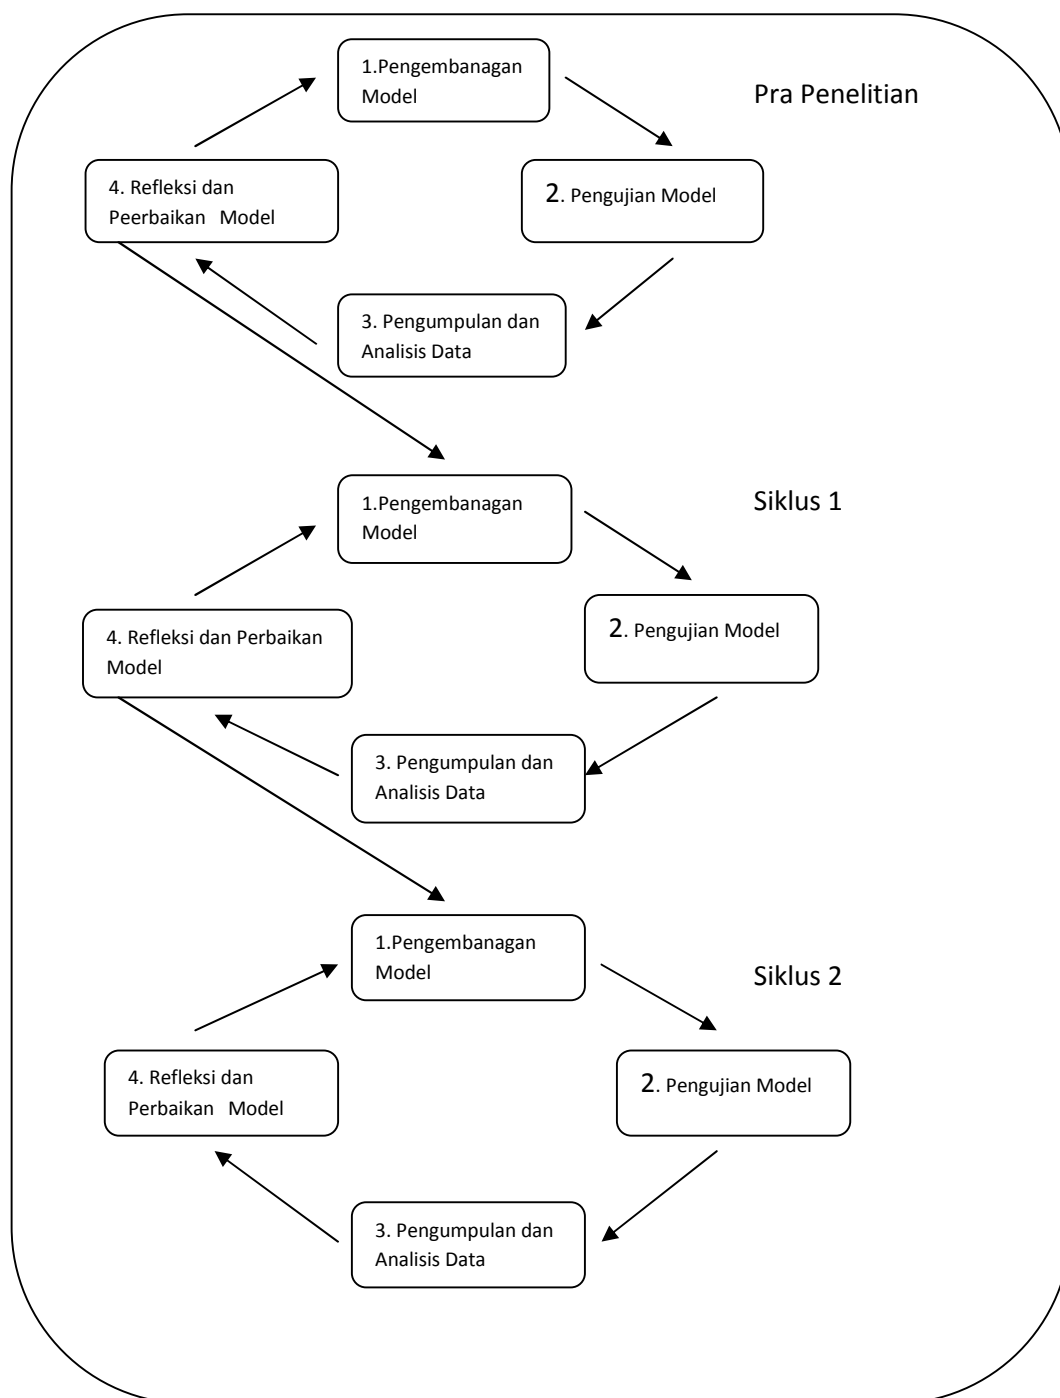 1.Pengembanagan
Model
Pra Penelitian
4. Refleksi dan
Peerbaikan Model
2. Pengujian Model
3. Pengumpulan dan
Analisis Data
1.Pengembanagan
Model
Siklus 1
4. Refleksi dan Perbaikan
Model
2. Pengujian Model
3. Pengumpulan dan
Analisis Data
1.Pengembanagan
Model
Siklus 2
4. Refleksi dan
Perbaikan Model
2. Pengujian Model
3. Pengumpulan dan
Analisis Data